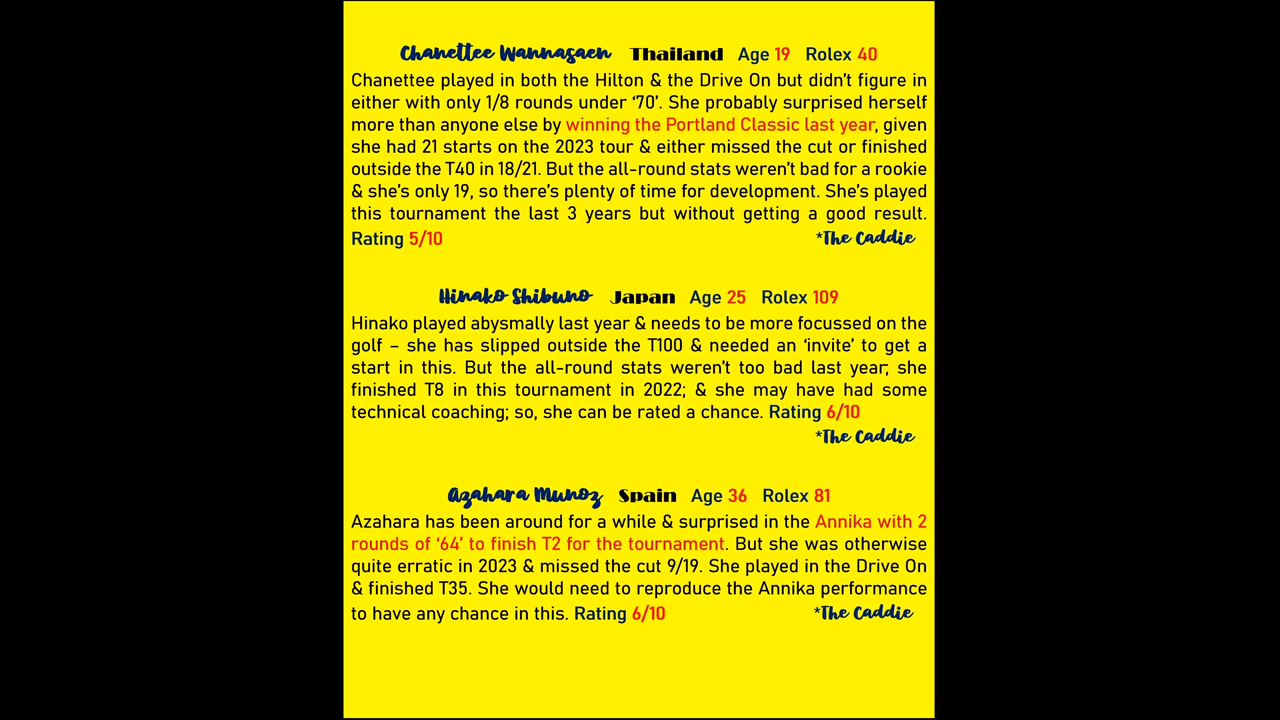 Chanettee Wannasaen Thailand Age 19 Rolex 40
Chanettee played in both the Hilton & the Drive On but didn't figure in
either with only 1/8 rounds under ‘70’. She probably surprised herself
more than anyone else by winning the Portland Classic last year, given
she had 21 starts on the 2023 tour & either missed the cut or finished
outside the T40 in 18/21. But the all-round stats weren't bad for a rookie
& she's only 19, so there's plenty of time for development. She's played
this tournament the last 3 years but without getting a good result.
Rating 5/10 *The Caddie
Hinako Shibuno Japan Age 25 Rolex 109
Hinako played abysmally last year & needs to be more focussed on the
golf – she has slipped outside the T100 & needed an ‘invite’ to get a
start in this. But the all-round stats weren't too bad last year; she
finished T8 in this tournament in 2022; & she may have had some
technical coaching; so, she can be rated a chance. Rating 6/10
*The Caddie
Azahara Munoz Spain Age 36 Rolex 81
Azahara has been around for a while & surprised in the Annika with 2
rounds of ‘64’ to finish T2 for the tournament. But she was otherwise
quite erratic in 2023 & missed the cut 9/19. She played in the Drive On
& finished T35. She would need to reproduce the Annika performance
to have any chance in this. Rating 6/10 *The Caddie